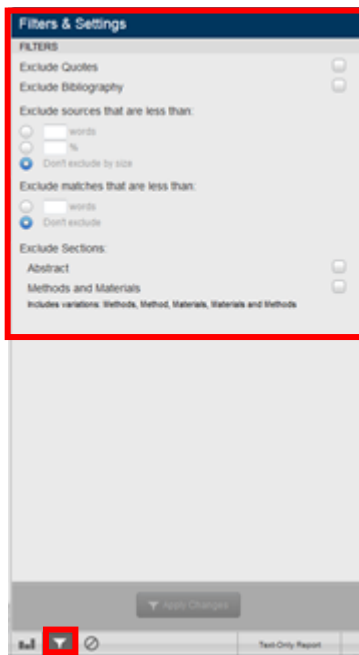 Filters & Settings
FILTERS
Exclude Quotes
Exclude Bibliography
Exclude sources that are less than:
words
%
Don't exclude by size
Exclude matches that are less than:
words
Don't exclude
Exclude Sections:
Abstract
Methods and Materials
Includes variations: Methods, Method, Materials, Materials and Methods
Apply Changes
Text-Only Report